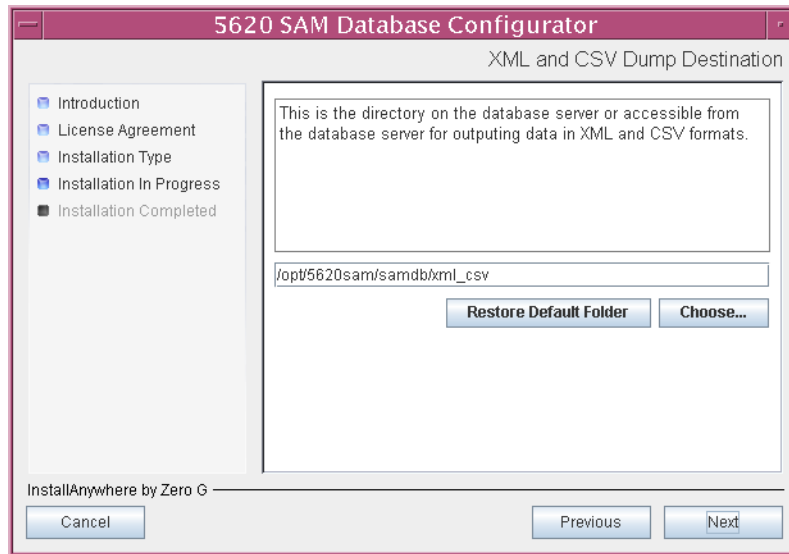 5620 SAM Database Configurator
XML and CSV Dump Destination
Introduction
License Agreement
Installation Type
Installation In Progress
Installation Completed
This is the directory on the database server or accessible from
the database server for outputing data in XML and CSV formats.
/opt/5620sam/samdb/xml_csv
Restore Default Folder
Choose...
InstallAnywhere by Zero G
Cancel
Previous
Next